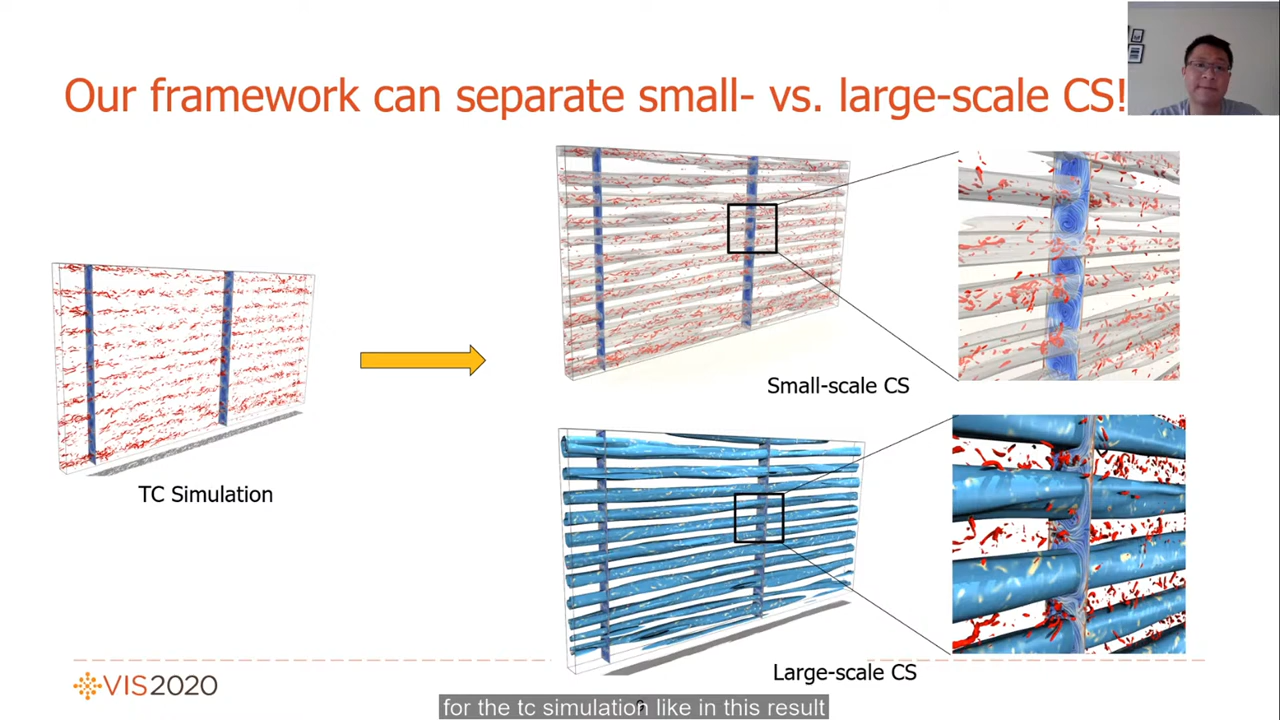 Our framework can separate small- vs. large-scale CS!
Small-scale CS
TC Simulation
Large-scale CS
VIS2020
for the tc simulation like in this result